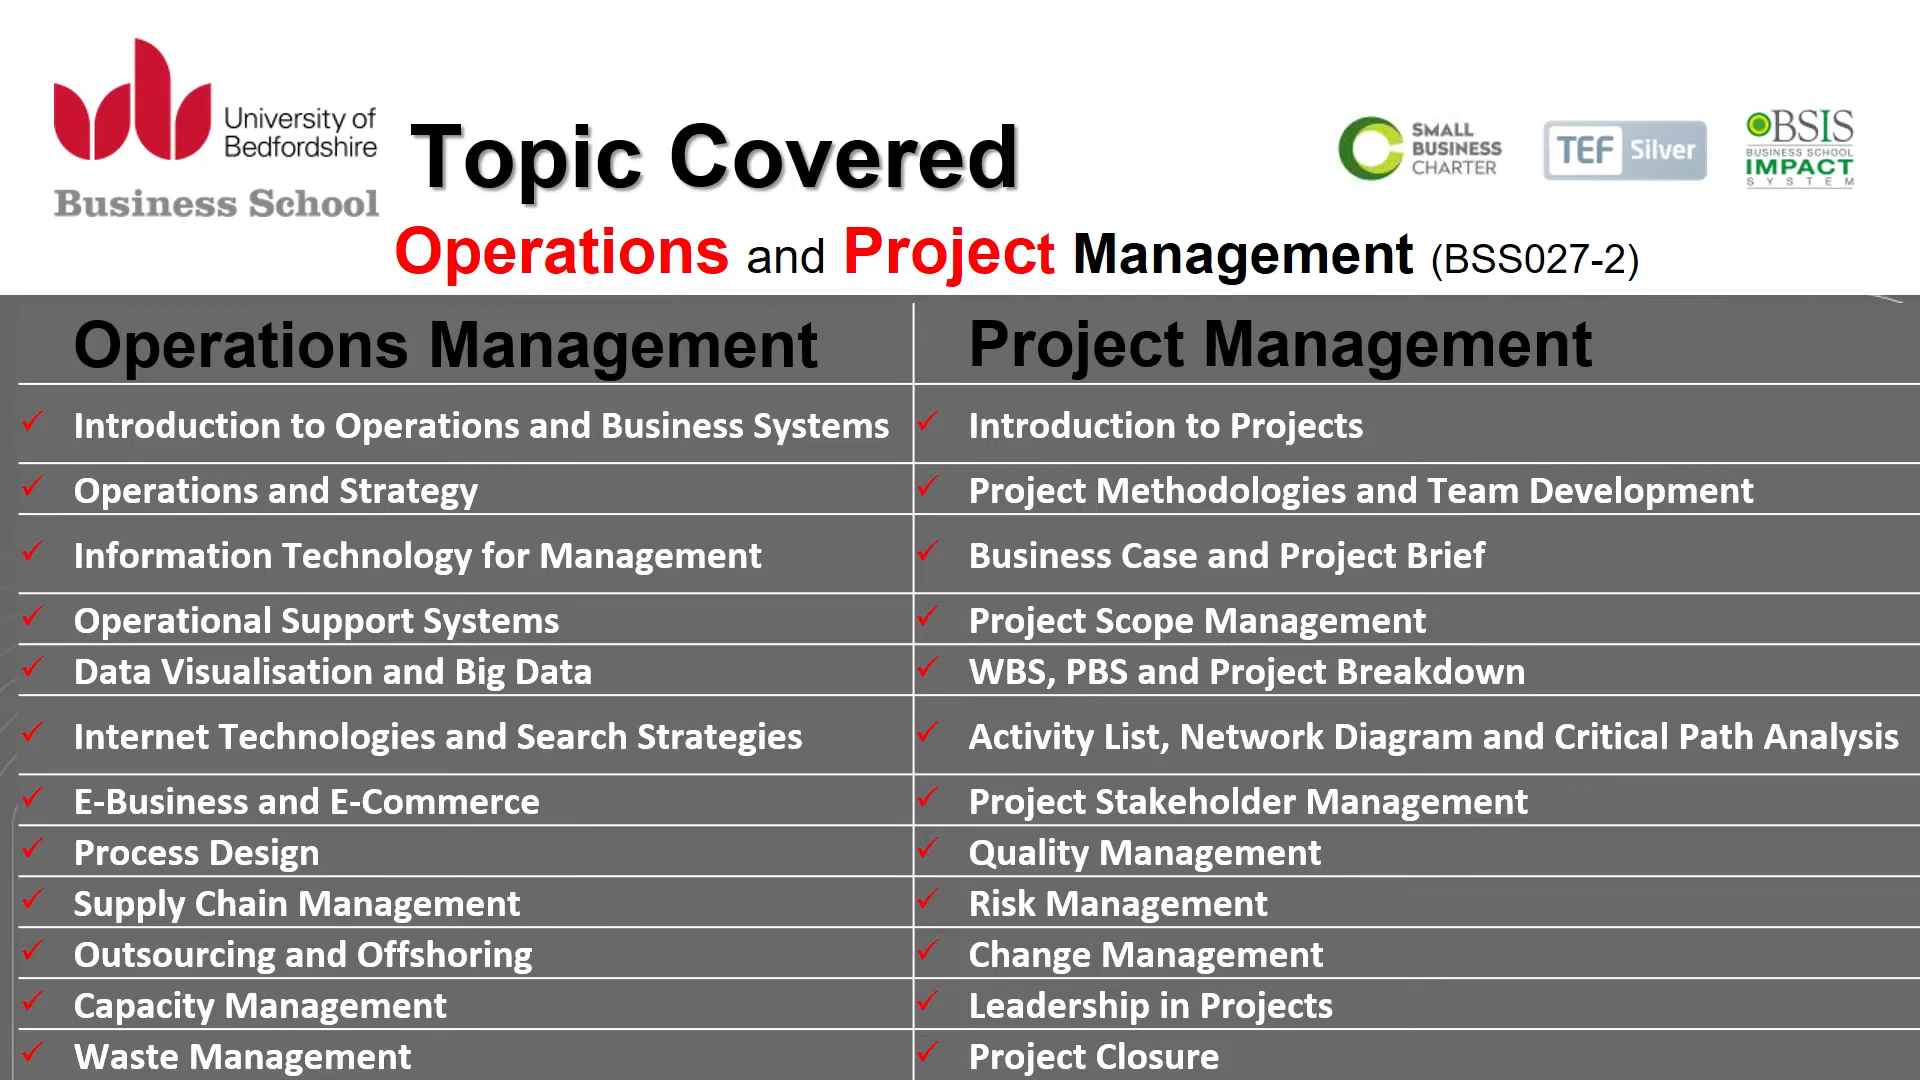 University of
Bedfordshire
Business School
Topic Covered
SMALL
BUSINESS
CHARTER
TEF Silver
BSIS
BUSINESS SCHOOL
IMPACT
SYSTEM
Operations and Project Management (BSS027-2)
Operations Management
Project Management
Introduction to Operations and Business Systems
Introduction to Projects
Operations and Strategy
Project Methodologies and Team Development
Information Technology for Management
Business Case and Project Brief
Operational Support Systems
Project Scope Management
Data Visualisation and Big Data
WBS, PBS and Project Breakdown
Internet Technologies and Search Strategies
Activity List, Network Diagram and Critical Path Analysis
E-Business and E-Commerce
Project Stakeholder Management
Process Design
Quality Management
Supply Chain Management
Risk Management
Outsourcing and Offshoring
Change Management
Capacity Management
Leadership in Projects
Waste Management
Project Closure